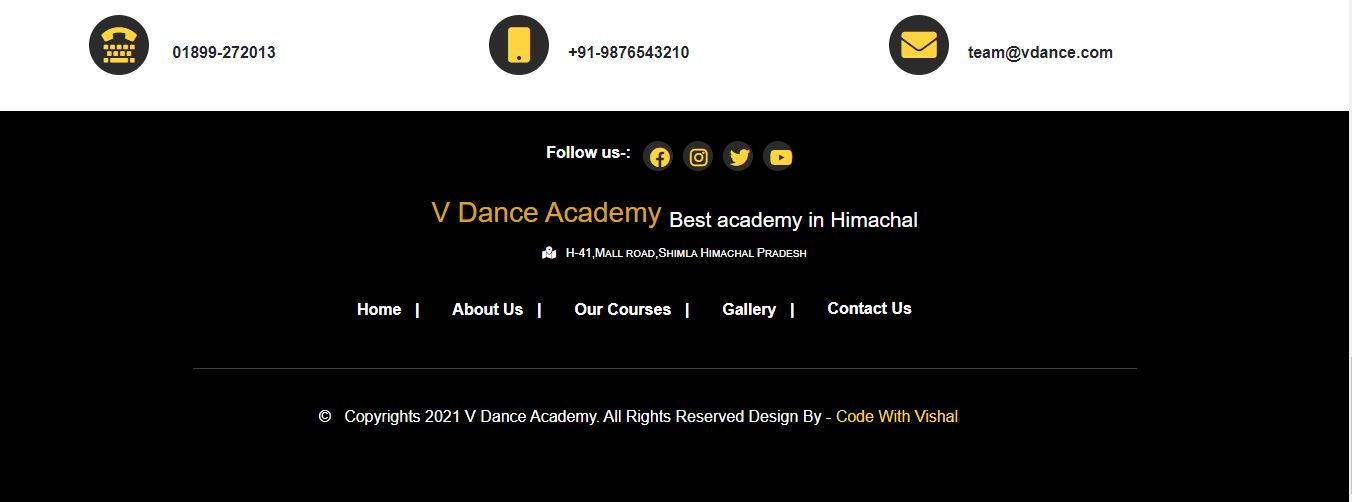 01899-272013 +91-9876543210 team@vdance.com
Follow us-:
V Dance Academy Best academy in Himachal
H-41,Mall road,Shimla Himachal Pradesh
Home | About Us | Our Courses | Gallery | Contact Us
© Copyrights 2021 V Dance Academy. All Rights Reserved Design By - Code With Vishal